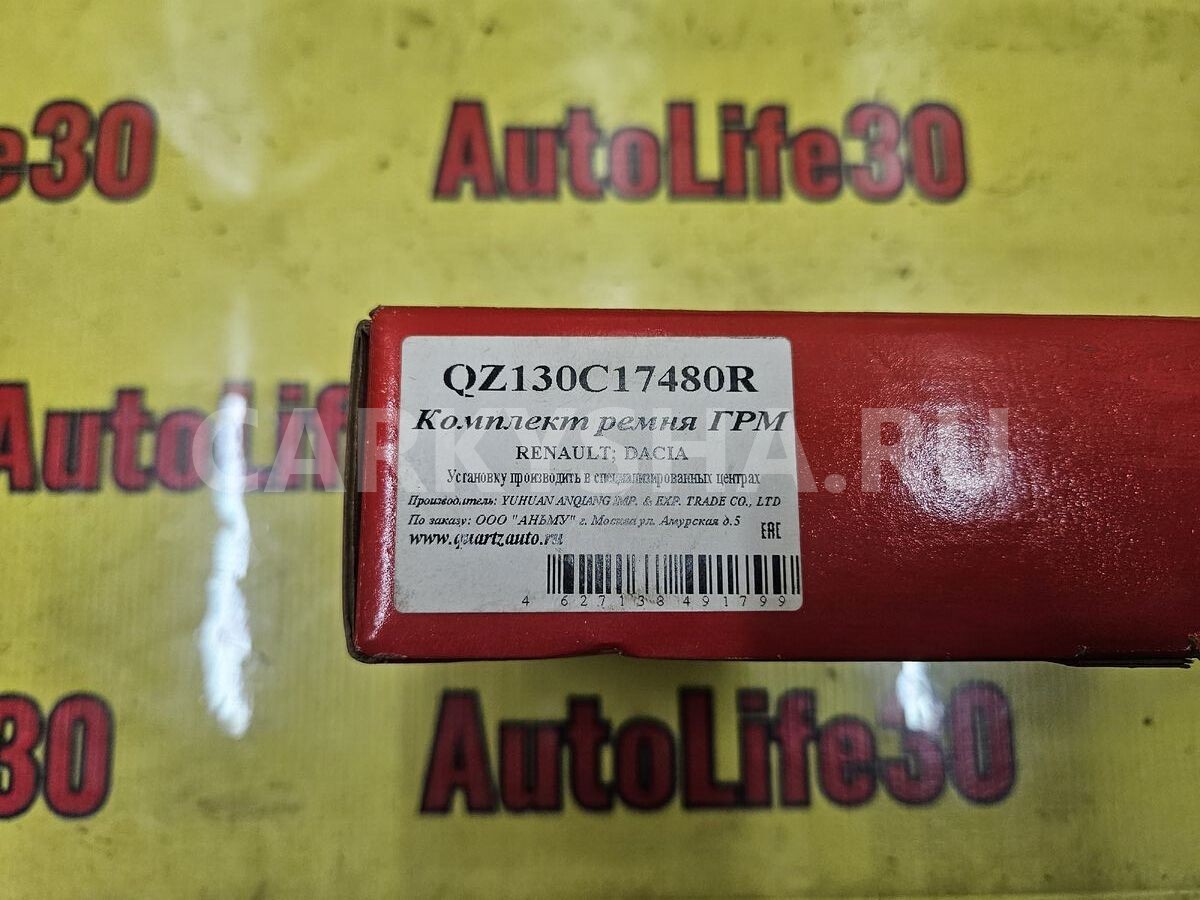 e30 AutoLife30
QZ130C17480R
Комплект ремня ГРМ
RENAULT; DACIA
Установку производить в специализированных центрах
Производитель: YUHUAN ANQIANG IMP. & EXP. TRADE CO., LTD
По заказу: ООО "АНЬМУ" г. Москва ул. Амурская д.5
www.quartzauto.ru
EAC
4 627138 491799
AutoLif
CARKYSHA.RU
30 AutoLife30